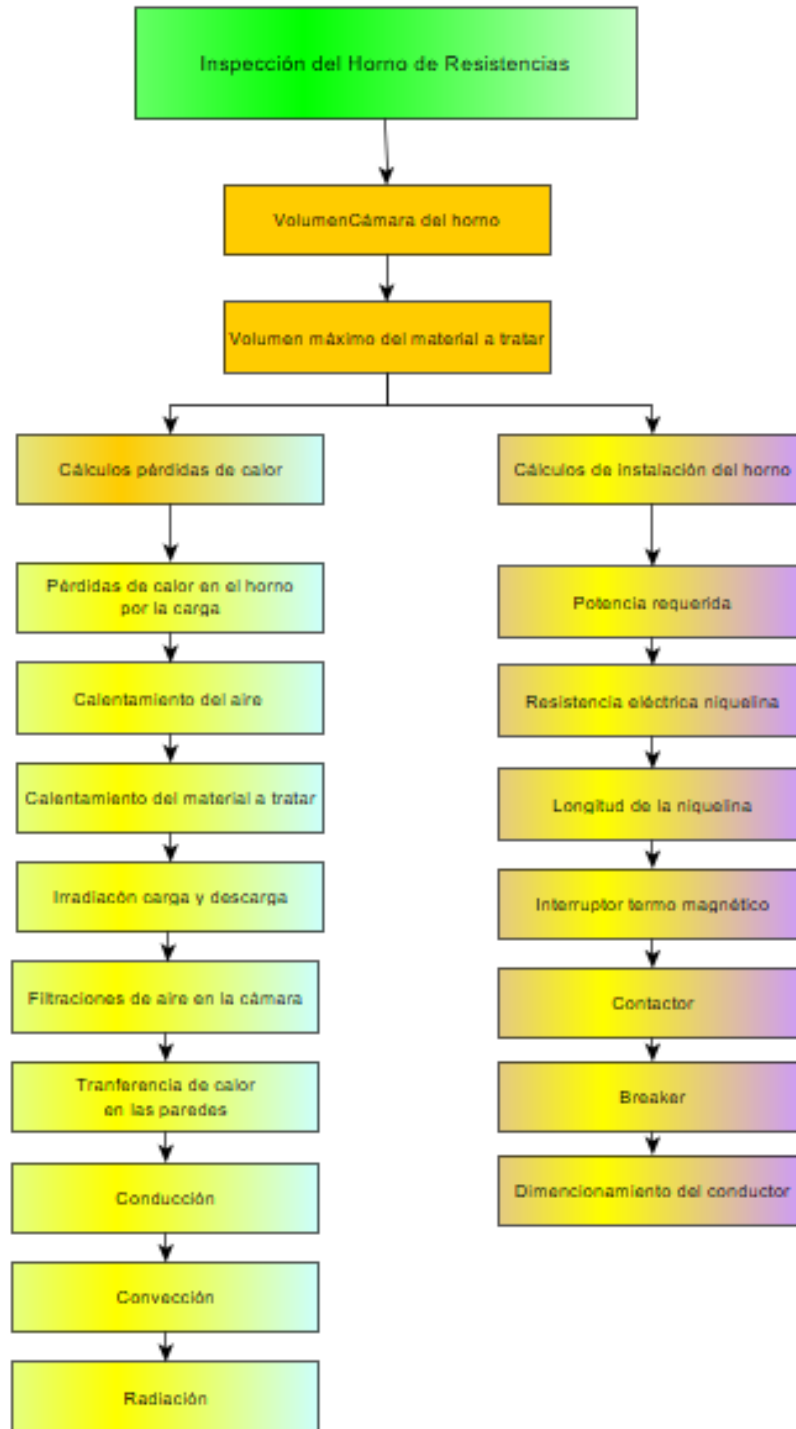 Inspección del Horno de Resistencias
VolumenCámara del horno
Volumen máximo del material a tratar
Cálculos pérdidas de calor
Pérdidas de calor en el horno
por la carga
Calentamiento del aire
Calentamiento del material a tratar
Irradiacón carga y descarga
Filtraciones de aire en la cámara
Tranferencia de calor
en las paredes
Conducción
Convección
Radiación
Cálculos de instalación del horno
Potencia requerida
Resistencia eléctrica niquelina
Longitud de la niquelina
Interruptor termo magnético
Contactor
Breaker
Dimencionamiento del conductor